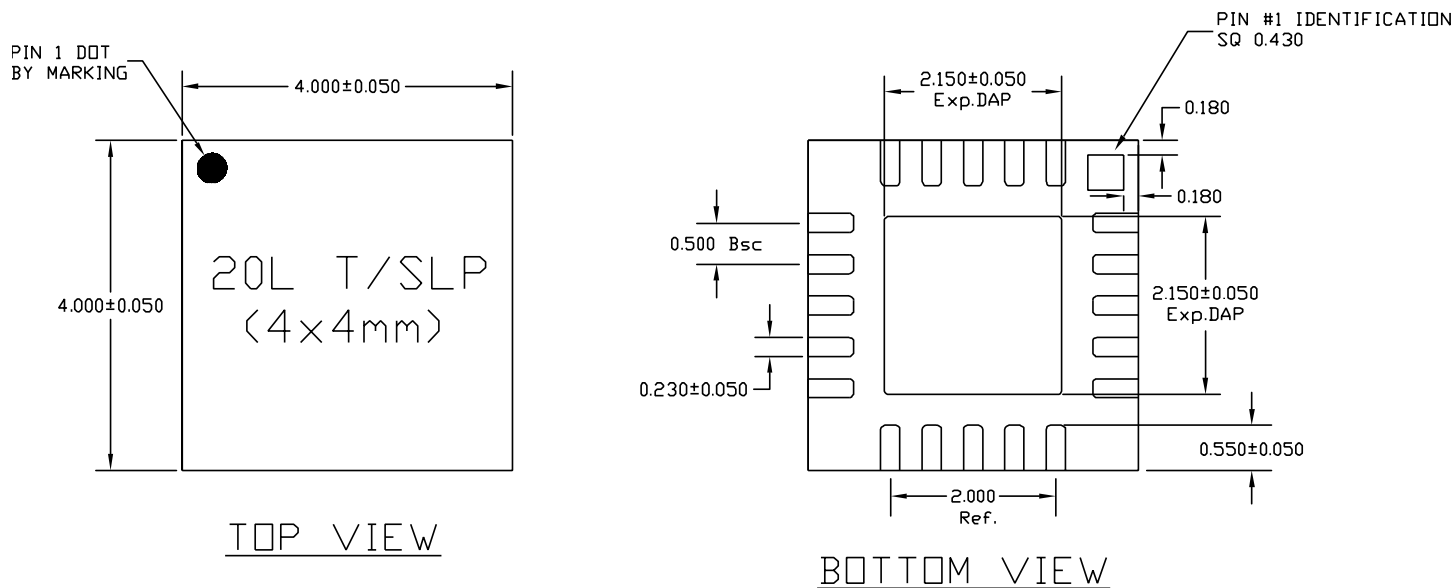 PIN 1 DOT
BY MARKING
4.000±0.050
4.000±0.050
20L T/SLP
(4x4mm)
TOP VIEW
PIN #1 IDENTIFICATION
SQ 0.430
2.150±0.050
Exp.DAP
0.180
0.180
0.500 Bsc
2.150±0.050
Exp.DAP
0.230±0.050
0.550±0.050
2.000
Ref.
BOTTOM VIEW